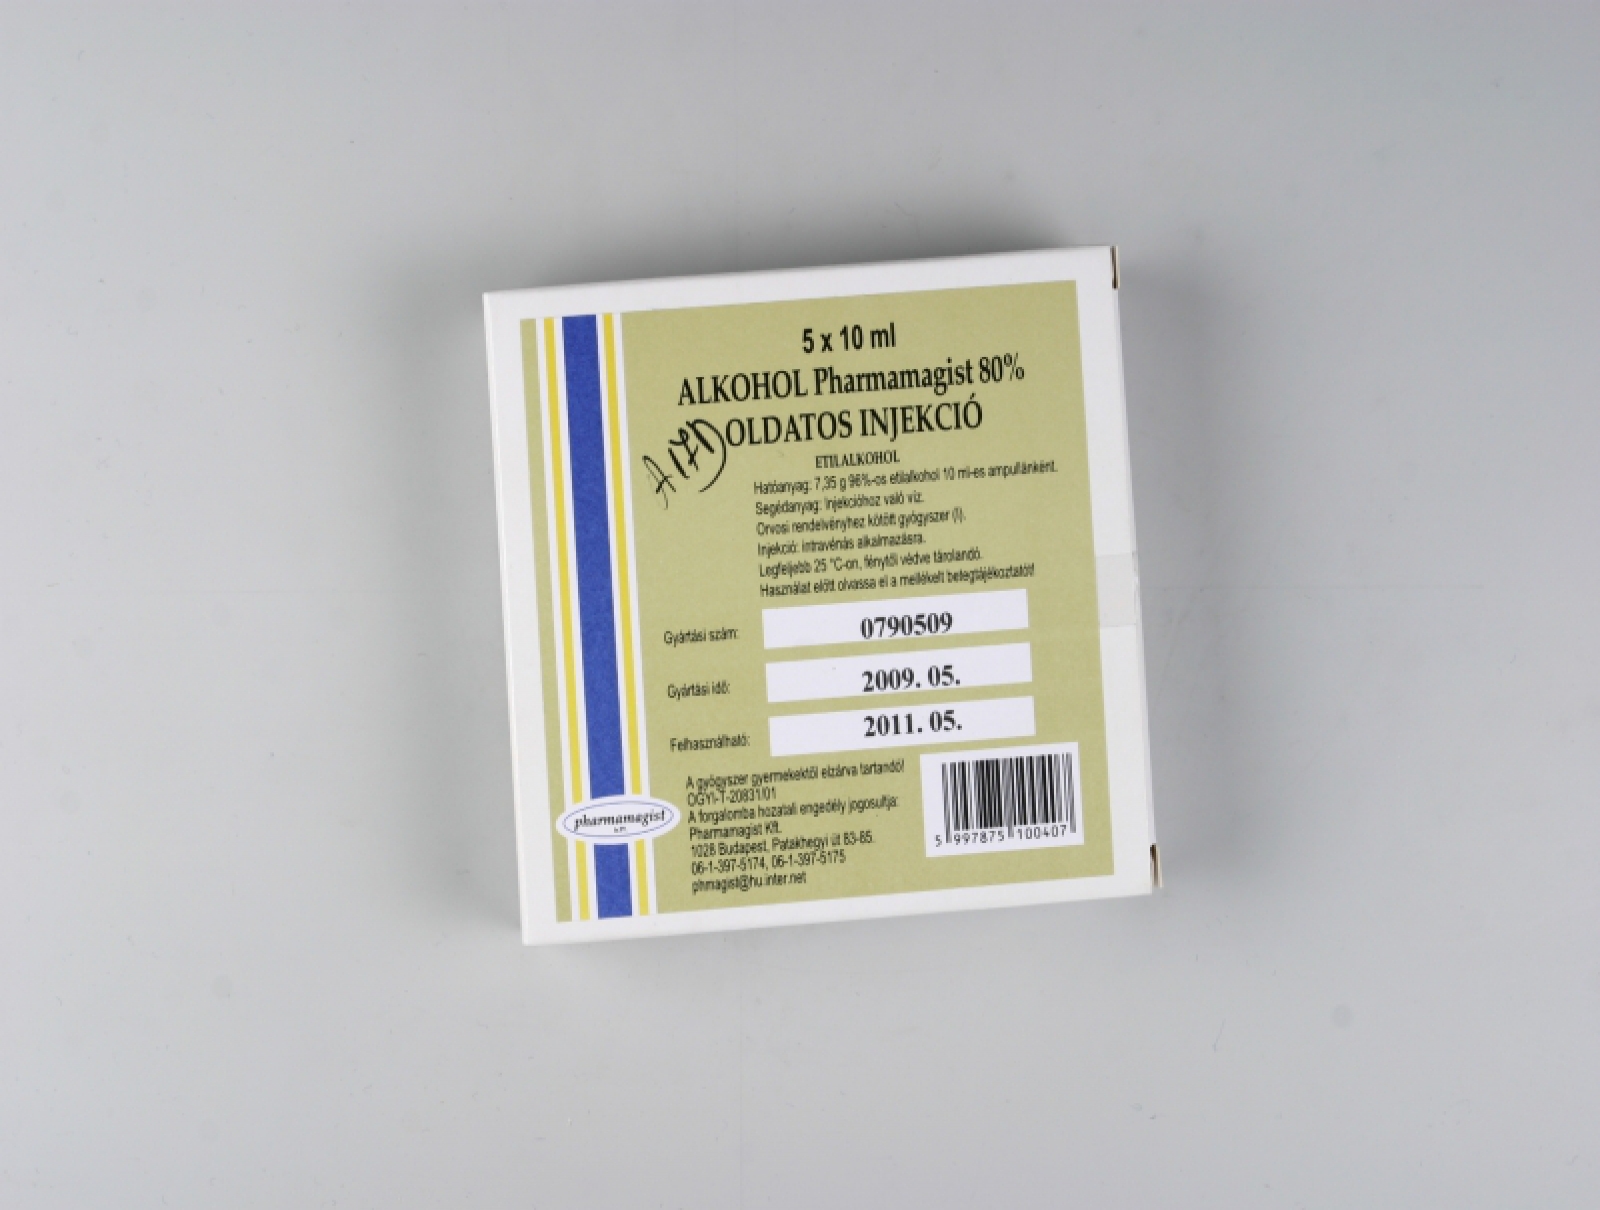 5 x 10 ml
ALKOHOL Pharmamagist 80%
OLDATOS INJEKCIÓ
ETILALKOHOL
Hatóanyag: 7,35 g 96%-os etilalkohol 10 ml-es ampullánként.
Segédanyag: Injekcióhoz való víz.
Orvosi rendelvényhez kötött gyógyszer (I).
Injekció: intravénás alkalmazásra.
Legfeljebb 25 °C-on, fénytől védve tárolandó.
Használat előtt olvassa el a mellékelt betegtájékoztatót!
Gyártási szám: 0790509
Gyártási idő: 2009. 05.
Felhasználható: 2011. 05.
A gyógyszer gyermekektől elzárva tartandó!
OGYI-T-20831/01
A forgalomba hozatali engedély jogosultja:
Pharmamagist Kft.
1028 Budapest, Patakhegyi út 83-85.
06-1-397-5174, 06-1-397-5175
phmagist@hu.inter.net
pharmamagist
5 997875 100407